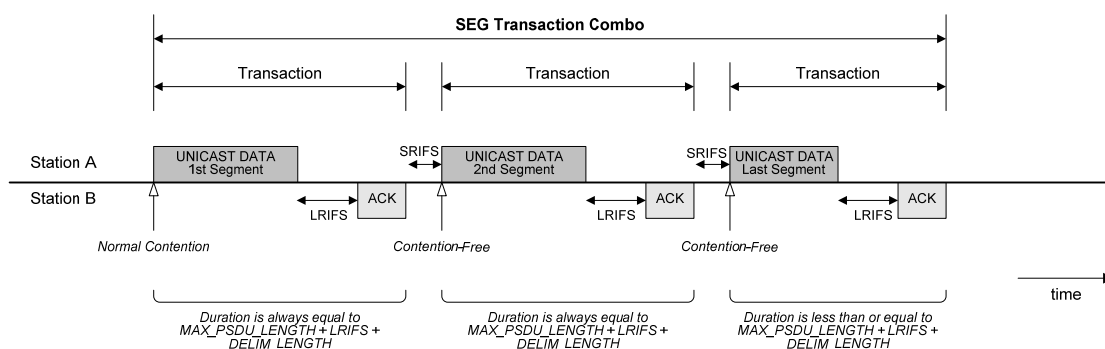 SEG Transaction Combo
Transaction
Transaction
Transaction
Station A
UNICAST DATA
1st Segment
SRIFS
UNICAST DATA
2nd Segment
SRIFS
UNICAST DATA
Last Segment
Station B
LRIFS
ACK
LRIFS
ACK
LRIFS
ACK
Normal Contention
Contention-Free
Contention-Free
time
Duration is always equal to
MAX_PSDU_LENGTH + LRIFS +
DELIM_LENGTH
Duration is always equal to
MAX_PSDU_LENGTH + LRIFS +
DELIM_LENGTH
Duration is less than or equal to
MAX_PSDU_LENGTH + LRIFS +
DELIM_LENGTH